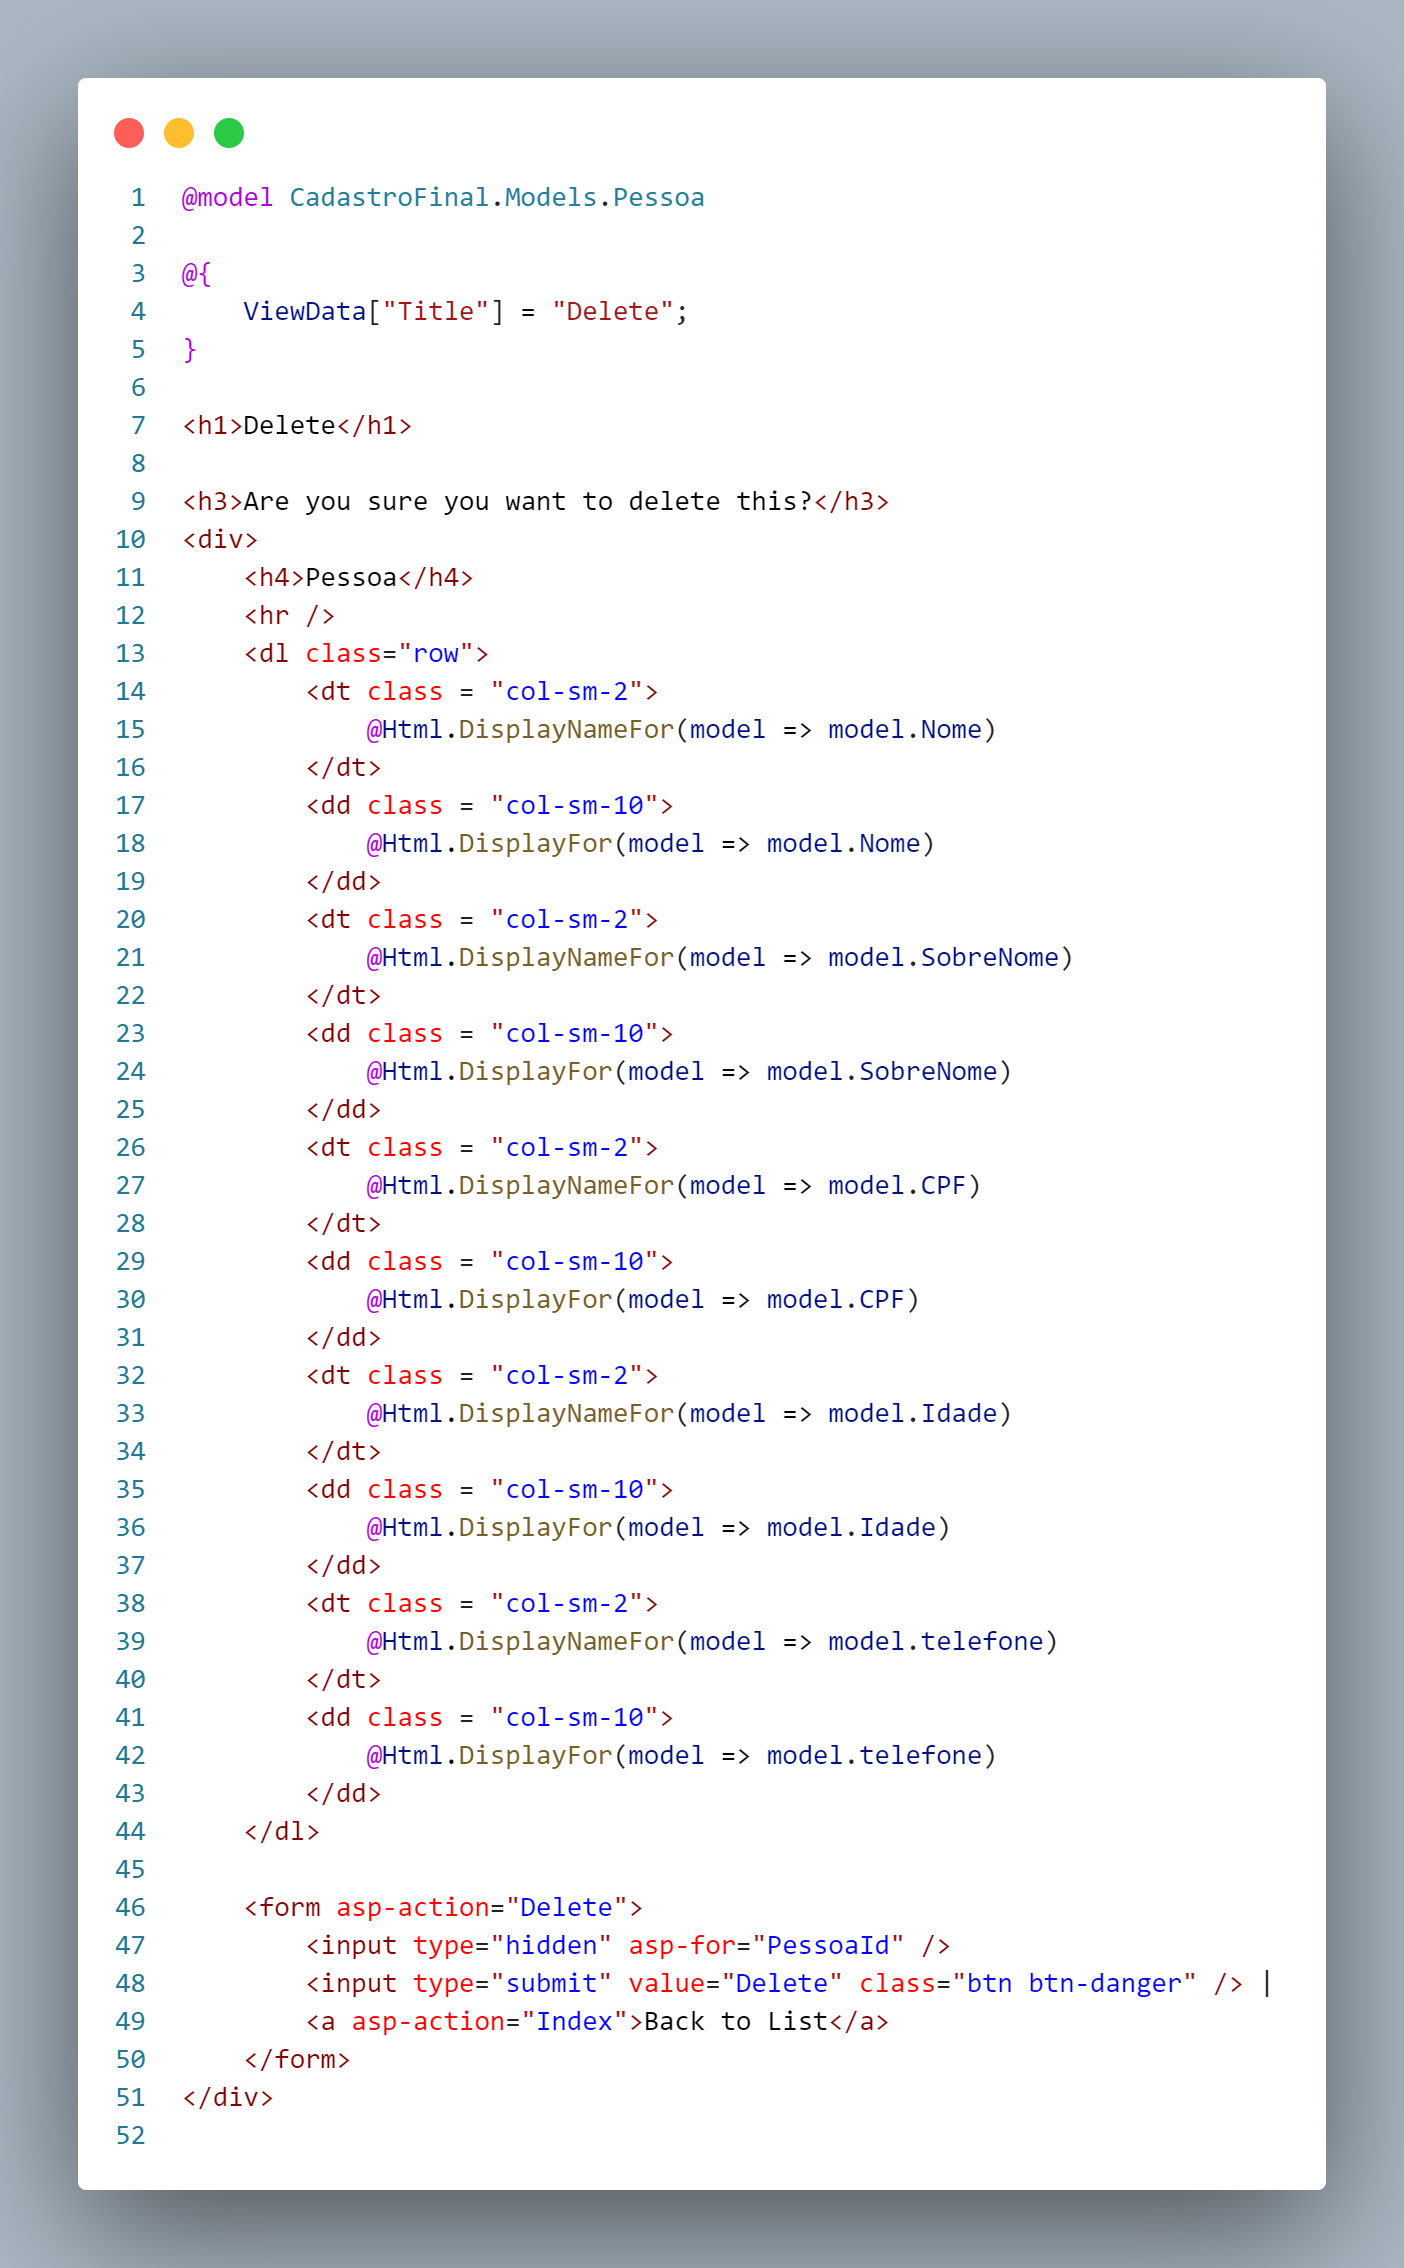 1 @model CadastroFinal.Models.Pessoa
2
3 @{
4     ViewData["Title"] = "Delete";
5 }
6
7 <h1>Delete</h1>
8
9 <h3>Are you sure you want to delete this?</h3>
10 <div>
11     <h4>Pessoa</h4>
12     <hr />
13     <dl class="row">
14         <dt class = "col-sm-2">
15             @Html.DisplayNameFor(model => model.Nome)
16         </dt>
17         <dd class = "col-sm-10">
18             @Html.DisplayFor(model => model.Nome)
19         </dd>
20         <dt class = "col-sm-2">
21             @Html.DisplayNameFor(model => model.SobreNome)
22         </dt>
23         <dd class = "col-sm-10">
24             @Html.DisplayFor(model => model.SobreNome)
25         </dd>
26         <dt class = "col-sm-2">
27             @Html.DisplayNameFor(model => model.CPF)
28         </dt>
29         <dd class = "col-sm-10">
30             @Html.DisplayFor(model => model.CPF)
31         </dd>
32         <dt class = "col-sm-2">
33             @Html.DisplayNameFor(model => model.Idade)
34         </dt>
35         <dd class = "col-sm-10">
36             @Html.DisplayFor(model => model.Idade)
37         </dd>
38         <dt class = "col-sm-2">
39             @Html.DisplayNameFor(model => model.telefone)
40         </dt>
41         <dd class = "col-sm-10">
42             @Html.DisplayFor(model => model.telefone)
43         </dd>
44     </dl>
45
46     <form asp-action="Delete">
47         <input type="hidden" asp-for="PessoaId" />
48         <input type="submit" value="Delete" class="btn btn-danger" /> |
49         <a asp-action="Index">Back to List</a>
50     </form>
51 </div>
52